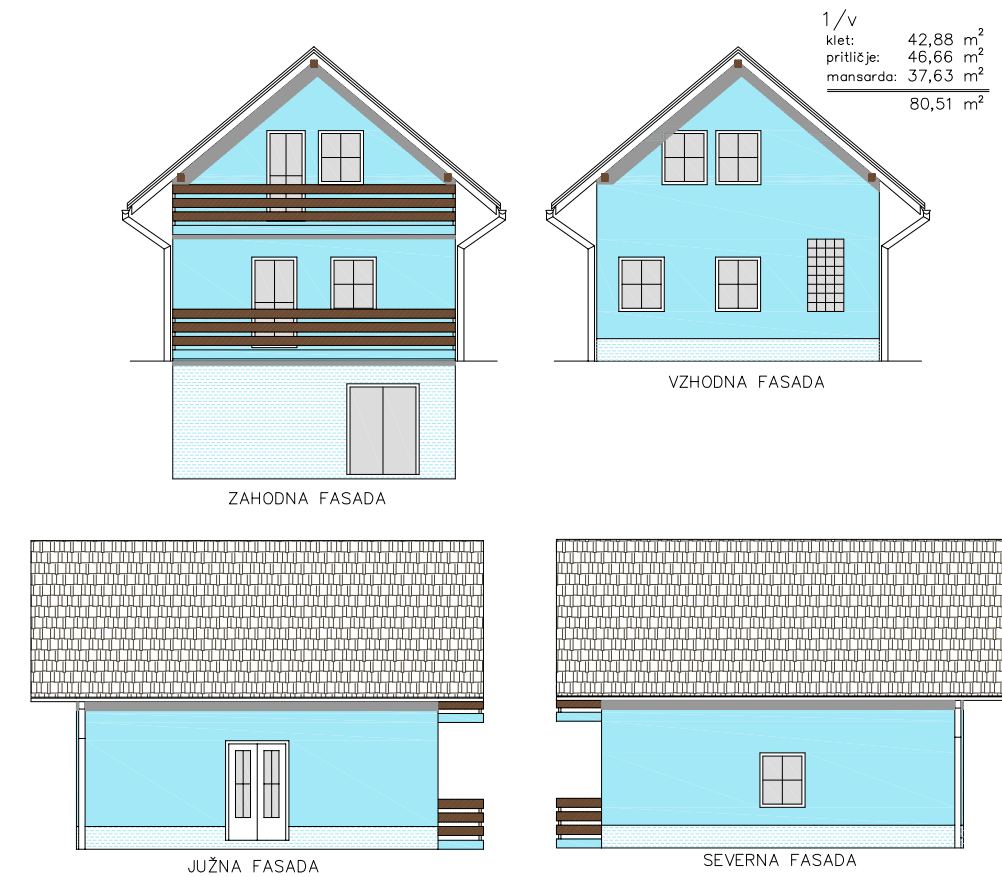 1/v
klet: 42,88 m²
pritličje: 46,66 m²
mansarda: 37,63 m²
80,51 m²
VZHODNA FASADA
ZAHODNA FASADA
JUŽNA FASADA
SEVERNA FASADA